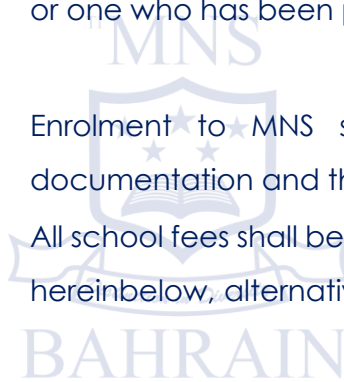 or one who has been
MNS
Enrolment to MNS s
documentation and th
All school fees shall be
hereinbelow, alternativ
BAHRAIN